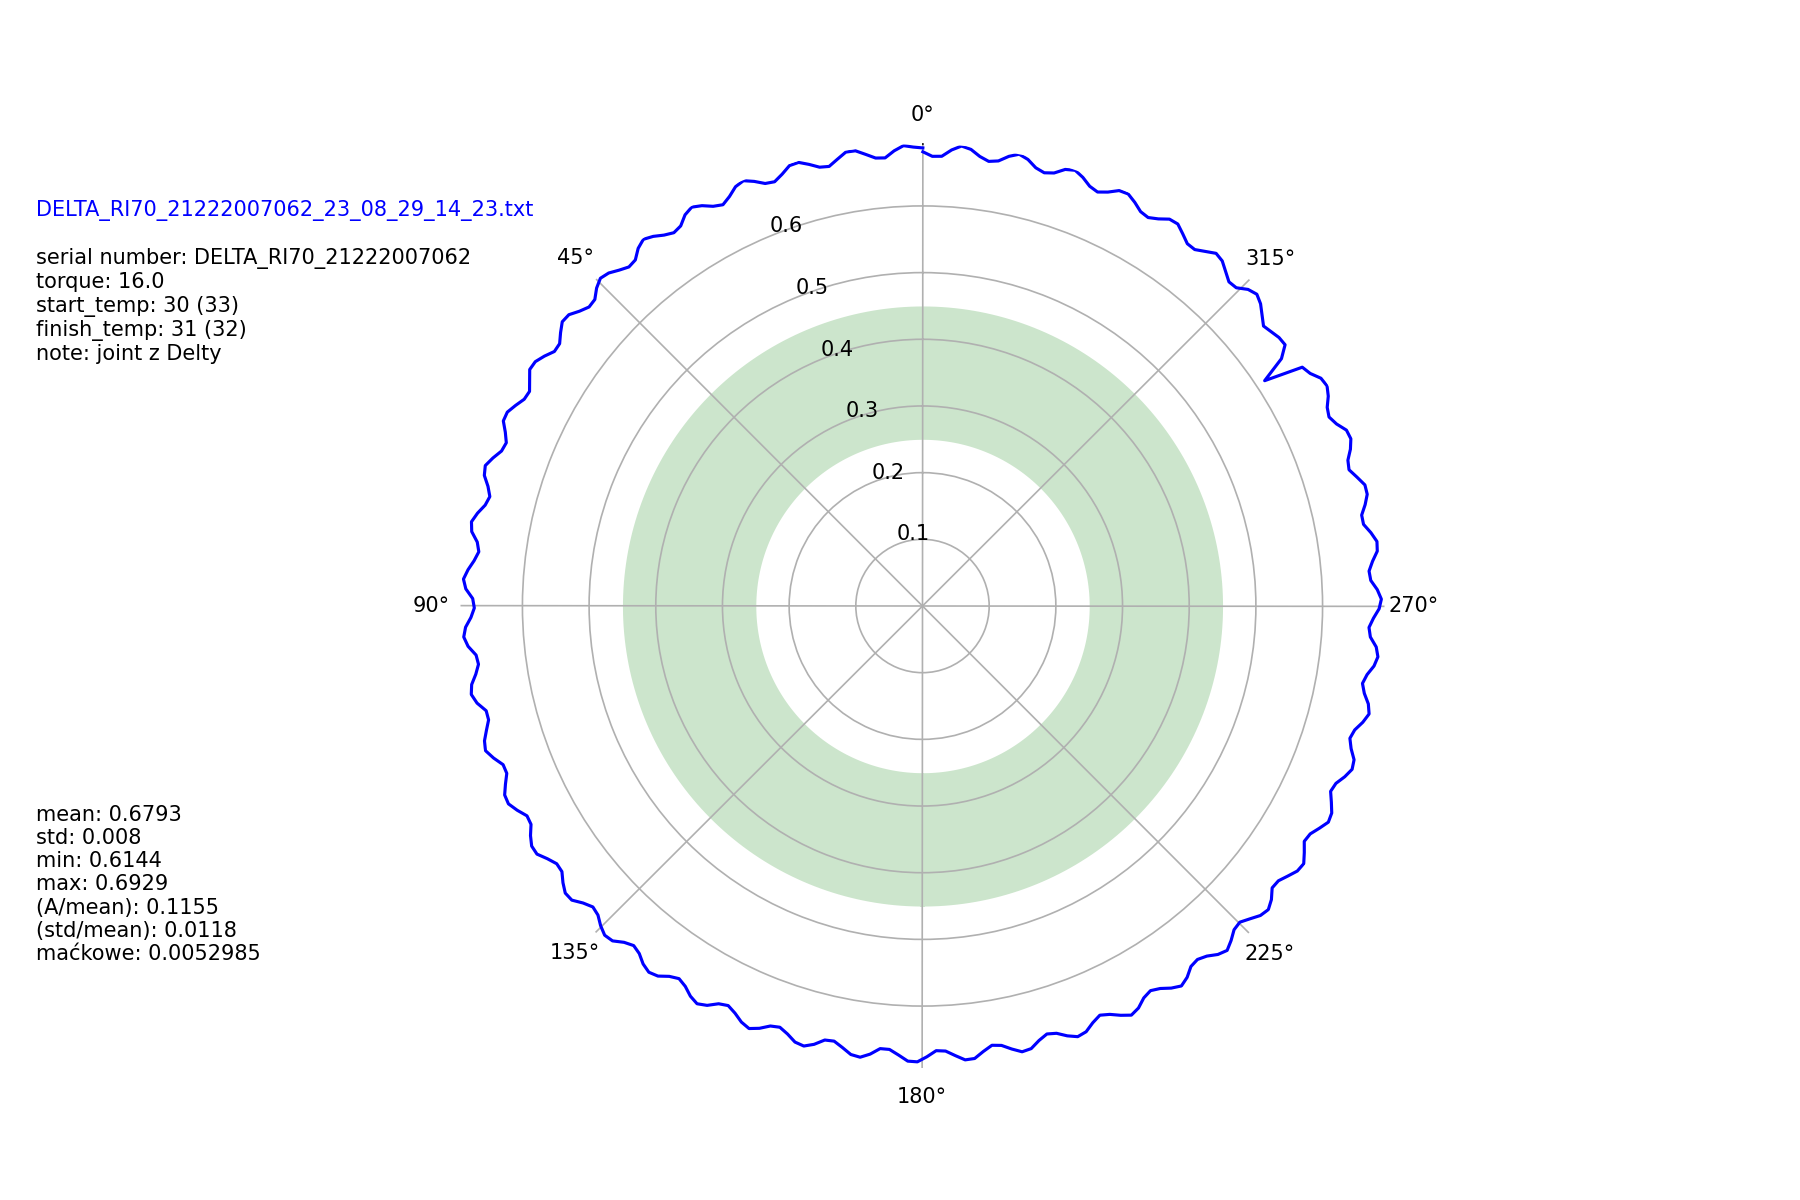 0°
DELTA_RI70_21222007062_23_08_29_14_23.txt
serial number: DELTA_RI70_21222007062
torque: 16.0
start_temp: 30 (33)
finish_temp: 31 (32)
note: joint z Delty
45°
315°
0.6
0.5
0.4
0.3
0.2
0.1
90°
270°
mean: 0.6793
std: 0.008
min: 0.6144
max: 0.6929
(A/mean): 0.1155
(std/mean): 0.0118
maćkowe: 0.0052985
135°
225°
180°